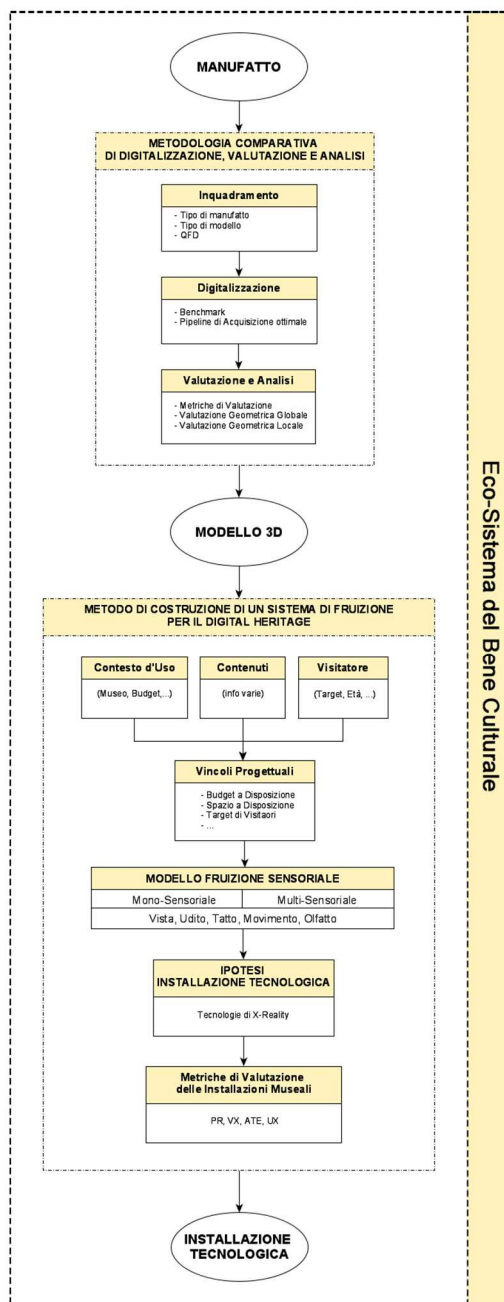 MANUFATTO
METODOLOGIA COMPARATIVA
DI DIGITALIZZAZIONE, VALUTAZIONE E ANALISI
Inquadramento
- Tipo di manufatto
- Tipo di modello
- QFD
Digitalizzazione
- Benchmark
- Pipeline di Acquisizione ottimale
Valutazione e Analisi
- Metriche di Valutazione
- Valutazione Geometrica Globale
- Valutazione Geometrica Locale
MODELLO 3D
METODO DI COSTRUZIONE DI UN SISTEMA DI FRUIZIONE
PER IL DIGITAL HERITAGE
Contesto d'Uso
(Museo, Budget,...)
Contenuti
(info varie)
Visitatore
(Target, Età, ...)
Vincoli Progettuali
- Budget a Disposizione
- Spazio a Disposizione
- Target di Visitaori
- ...
MODELLO FRUIZIONE SENSORIALE
Mono-Sensoriale
Multi-Sensoriale
Vista, Udito, Tatto, Movimento, Olfatto
IPOTESI
INSTALLAZIONE TECNOLOGICA
Tecnologie di X-Reality
Metriche di Valutazione
delle Installazioni Museali
PR, VX, ATE, UX
INSTALLAZIONE
TECNOLOGICA
Eco-Sistema del Bene Culturale